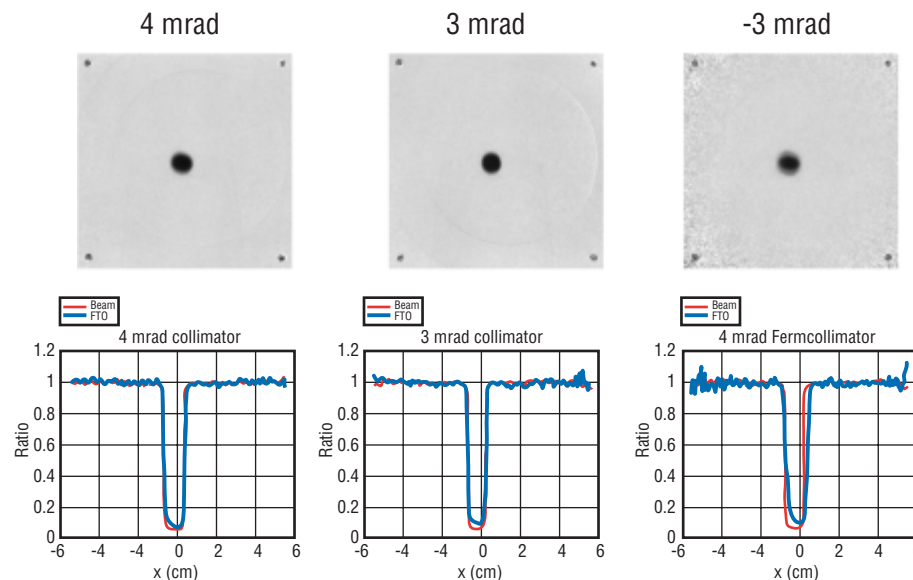 4 mrad
3 mrad
-3 mrad
Beam
FTO
4 mrad collimator
Ratio
1.2
1
0.8
0.6
0.4
0.2
0
-6 -4 -2 0 2 4 6
x (cm)
Beam
FTO
3 mrad collimator
Ratio
1.2
1
0.8
0.6
0.4
0.2
0
-6 -4 -2 0 2 4 6
x (cm)
Beam
FTO
4 mrad Fermcollimator
Ratio
1.2
1
0.8
0.6
0.4
0.2
0
-6 -4 -2 0 2 4 6
x (cm)